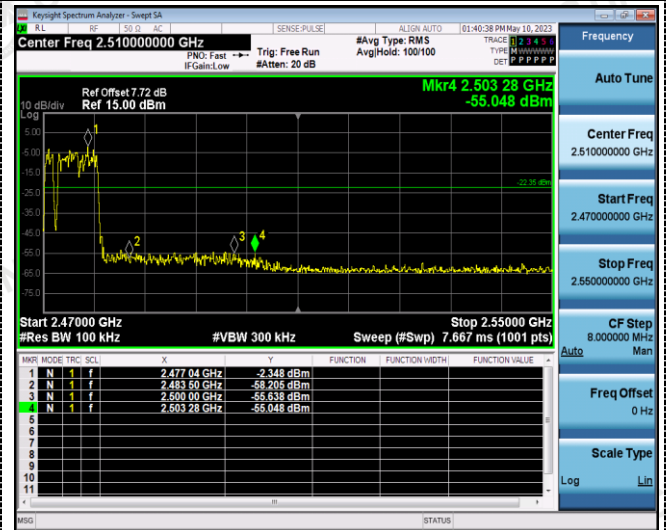 Keysight Spectrum Analyzer - Swept SA
RL RF 50 Ω AC SENSE:PULSE ALIGN AUTO 01:40:38 PM May 10, 2023
Center Freq 2.510000000 GHz #Avg Type: RMS TRACE 1 2 3 4 5 6
PNO: Fast Trig: Free Run Avg|Hold: 100/100 TYPE M W W W W W
IFGain:Low #Atten: 20 dB DET P P P P P P
Mkr4 2.503 28 GHz
-55.048 dBm
Ref Offset 7.72 dB
10 dB/div Ref 15.00 dBm
Log
5.00
-5.00
-15.0
-25.0
-35.0
-45.0
-55.0
-65.0
-75.0
1
2
3
4
-22.35 dBm
Start 2.47000 GHz Stop 2.55000 GHz
#Res BW 100 kHz #VBW 300 kHz Sweep (#Swp) 7.667 ms (1001 pts)
MKR MODE TRC SCL X Y FUNCTION FUNCTION WIDTH FUNCTION VALUE
1 N 1 f 2.477 04 GHz -2.348 dBm
2 N 1 f 2.483 50 GHz -58.205 dBm
3 N 1 f 2.500 00 GHz -55.638 dBm
4 N 1 f 2.503 28 GHz -55.048 dBm
5
6
7
8
9
10
11
MSG STATUS
Frequency
Auto Tune
Center Freq
2.510000000 GHz
Start Freq
2.470000000 GHz
Stop Freq
2.550000000 GHz
CF Step
8.000000 MHz
Auto Man
Freq Offset
0 Hz
Scale Type
Log Lin